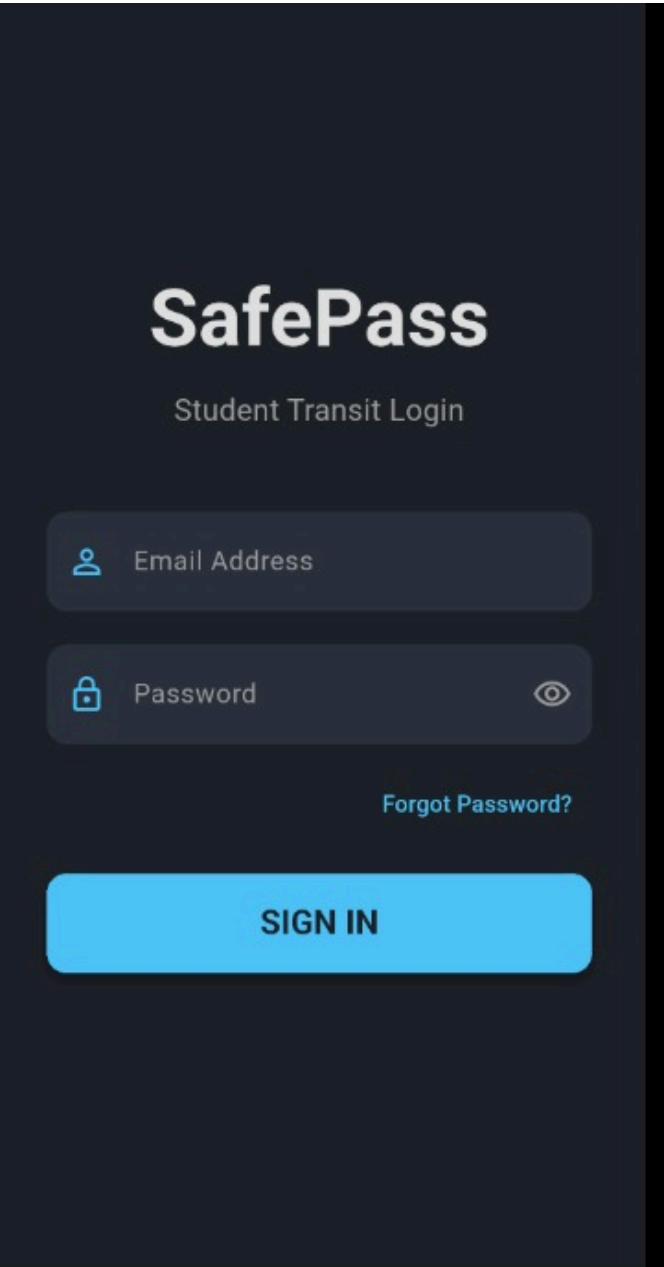 SafePass
Student Transit Login
Email Address
Password
Forgot Password?
SIGN IN